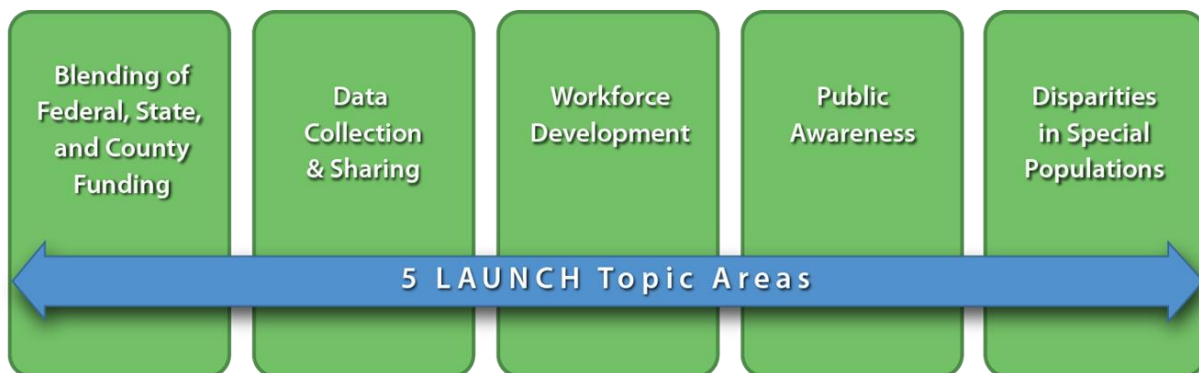 Blending of
Federal, State,
and County
Funding
Data
Collection
& Sharing
Workforce
Development
Public
Awareness
Disparities
in Special
Populations
5 LAUNCH Topic Areas